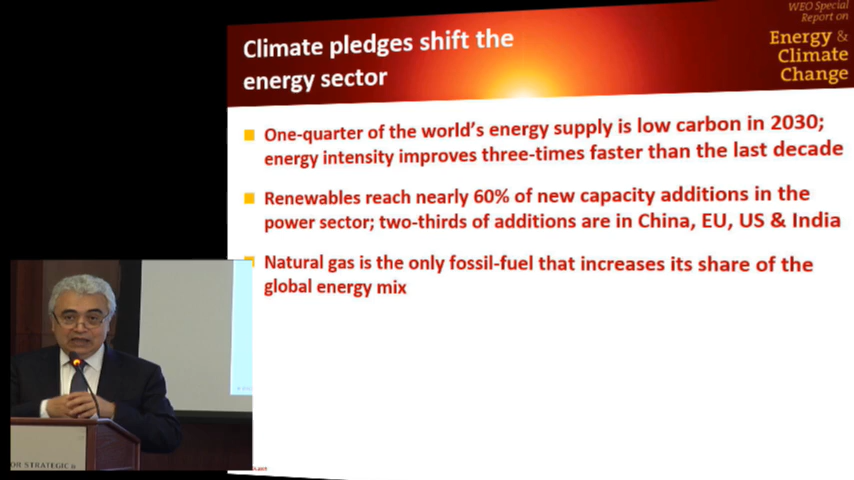 WEO Special
Report on
Energy &
Climate
Change
Climate pledges shift the
energy sector
One-quarter of the world's energy supply is low carbon in 2030;
energy intensity improves three-times faster than the last decade
Renewables reach nearly 60% of new capacity additions in the
power sector; two-thirds of additions are in China, EU, US & India
Natural gas is the only fossil-fuel that increases its share of the
global energy mix
OR STRATEGIC &